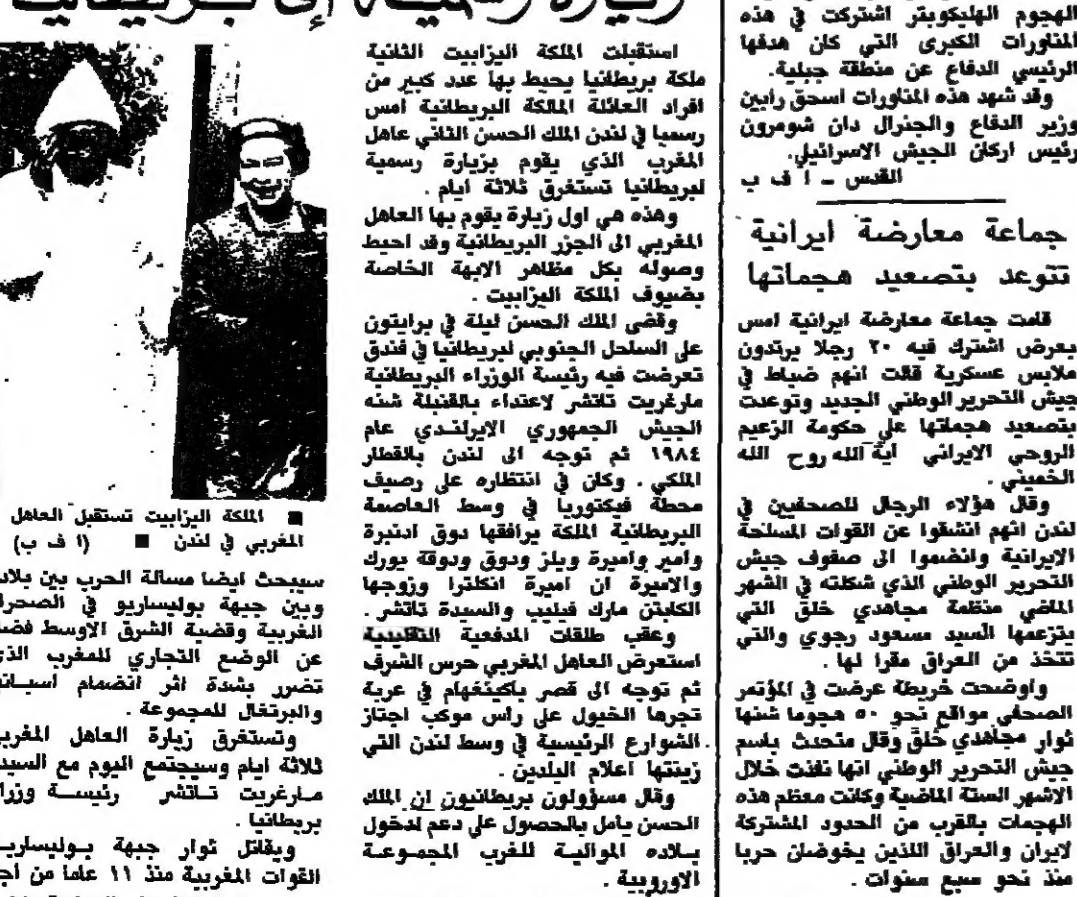 الهجوم الهليكوبتر اشتركت في هذه
المناورات الكبرى التي كان هدفها
الرئيسي الدفاع عن منطقة جبلية.
وقد شهد هذه المناورات اسحق رابين
وزير الدفاع والجنرال دان شومرون
رئيس اركان الجيش الاسرائيلي.
القدس ـ ا ف ب
جماعة معارضة ايرانية
تتوعد بتصعيد هجماتها
قامت جماعة معارضة ايرانية امس
بعرض اشترك فيه ٢٠ رجلا يرتدون
ملابس عسكرية قالت انهم ضباط في
جيش التحرير الوطني الجديد وتوعدت
بتصعيد هجماتها على حكومة الزعيم
الروحي الايراني آية الله روح الله
الخميني .
وقال هؤلاء الرجال للصحفيين في
لندن انهم انشقوا عن القوات المسلحة
الايرانية وانضموا الى صفوف جيش
التحرير الوطني الذي شكلته في الشهر
الماضي منظمة مجاهدي خلق التي
يتزعمها السيد مسعود رجوي والتي
تتخذ من العراق مقرا لها .
واوضحت خريطة عرضت في المؤتمر
الصحفي مواقع نحو ٥٠ هجوما شنها
ثوار مجاهدي خلق وقال متحدث باسم
جيش التحرير الوطني انها نفذت خلال
الاشهر الستة الماضية وكانت معظم هذه
الهجمات بالقرب من الحدود المشتركة
لايران والعراق اللذين يخوضان حربا
منذ نحو سبع سنوات .
زيارة رسمية إلى بريطانيا
استقبلت الملكة اليزابيت الثانية
ملكة بريطانيا يحيط بها عدد كبير من
افراد العائلة المالكة البريطانية امس
رسميا في لندن الملك الحسن الثاني عاهل
المغرب الذي يقوم بزيارة رسمية
لبريطانيا تستغرق ثلاثة ايام .
وهذه هي اول زيارة يقوم بها العاهل
المغربي الى الجزر البريطانية وقد احيط
وصوله بكل مظاهر الابهة الخاصة
بضيوف الملكة اليزابيت .
وقضى الملك الحسن ليلة في برايتون
على الساحل الجنوبي لبريطانيا في فندق
تعرضت فيه رئيسة الوزراء البريطانية
مارغريت تاتشر لاعتداء بالقنبلة شنه
الجيش الجمهوري الايرلندي عام
١٩٨٤ ثم توجه الى لندن بالقطار
الملكي . وكان في انتظاره على رصيف
محطة فيكتوريا في وسط العاصمة
البريطانية الملكة يرافقها دوق ادنبرة
وامير واميرة ويلز ودوق ودوقة يورك
والاميرة ان اميرة انكلترا وزوجها
الكابتن مارك فيليب والسيدة تاتشر .
وعقب طلقات المدفعية التقليدية
استعرض العاهل المغربي حرس الشرف
ثم توجه الى قصر باكينغهام في عربة
تجرها الخيول على راس موكب اجتاز
الشوارع الرئيسية في وسط لندن التي
زينتها اعلام البلدين .
وقال مسؤولون بريطانيون ان الملك
الحسن يامل بالحصول على دعم لدخول
بلاده الموالية للغرب المجموعة
الاوروبية .
■ الملكة اليزابيت تستقبل العاهل
المغربي في لندن ■ (ا ف ب)
سيبحث ايضا مسالة الحرب بين بلاد
وبين جبهة بوليساريو في الصحرا
الغربية وقضية الشرق الاوسط فضلا
عن الوضع التجاري للمغرب الذي
تضرر بشدة اثر انضمام اسبانيا
والبرتغال للمجموعة .
وتستغرق زيارة العاهل المغربي
ثلاثة ايام وسيجتمع اليوم مع السيدة
مارغريت تاتشر رئيسة وزراء
بريطانيا .
ويقاتل ثوار جبهة بوليساريو
القوات المغربية منذ ١١ عاما من اجل